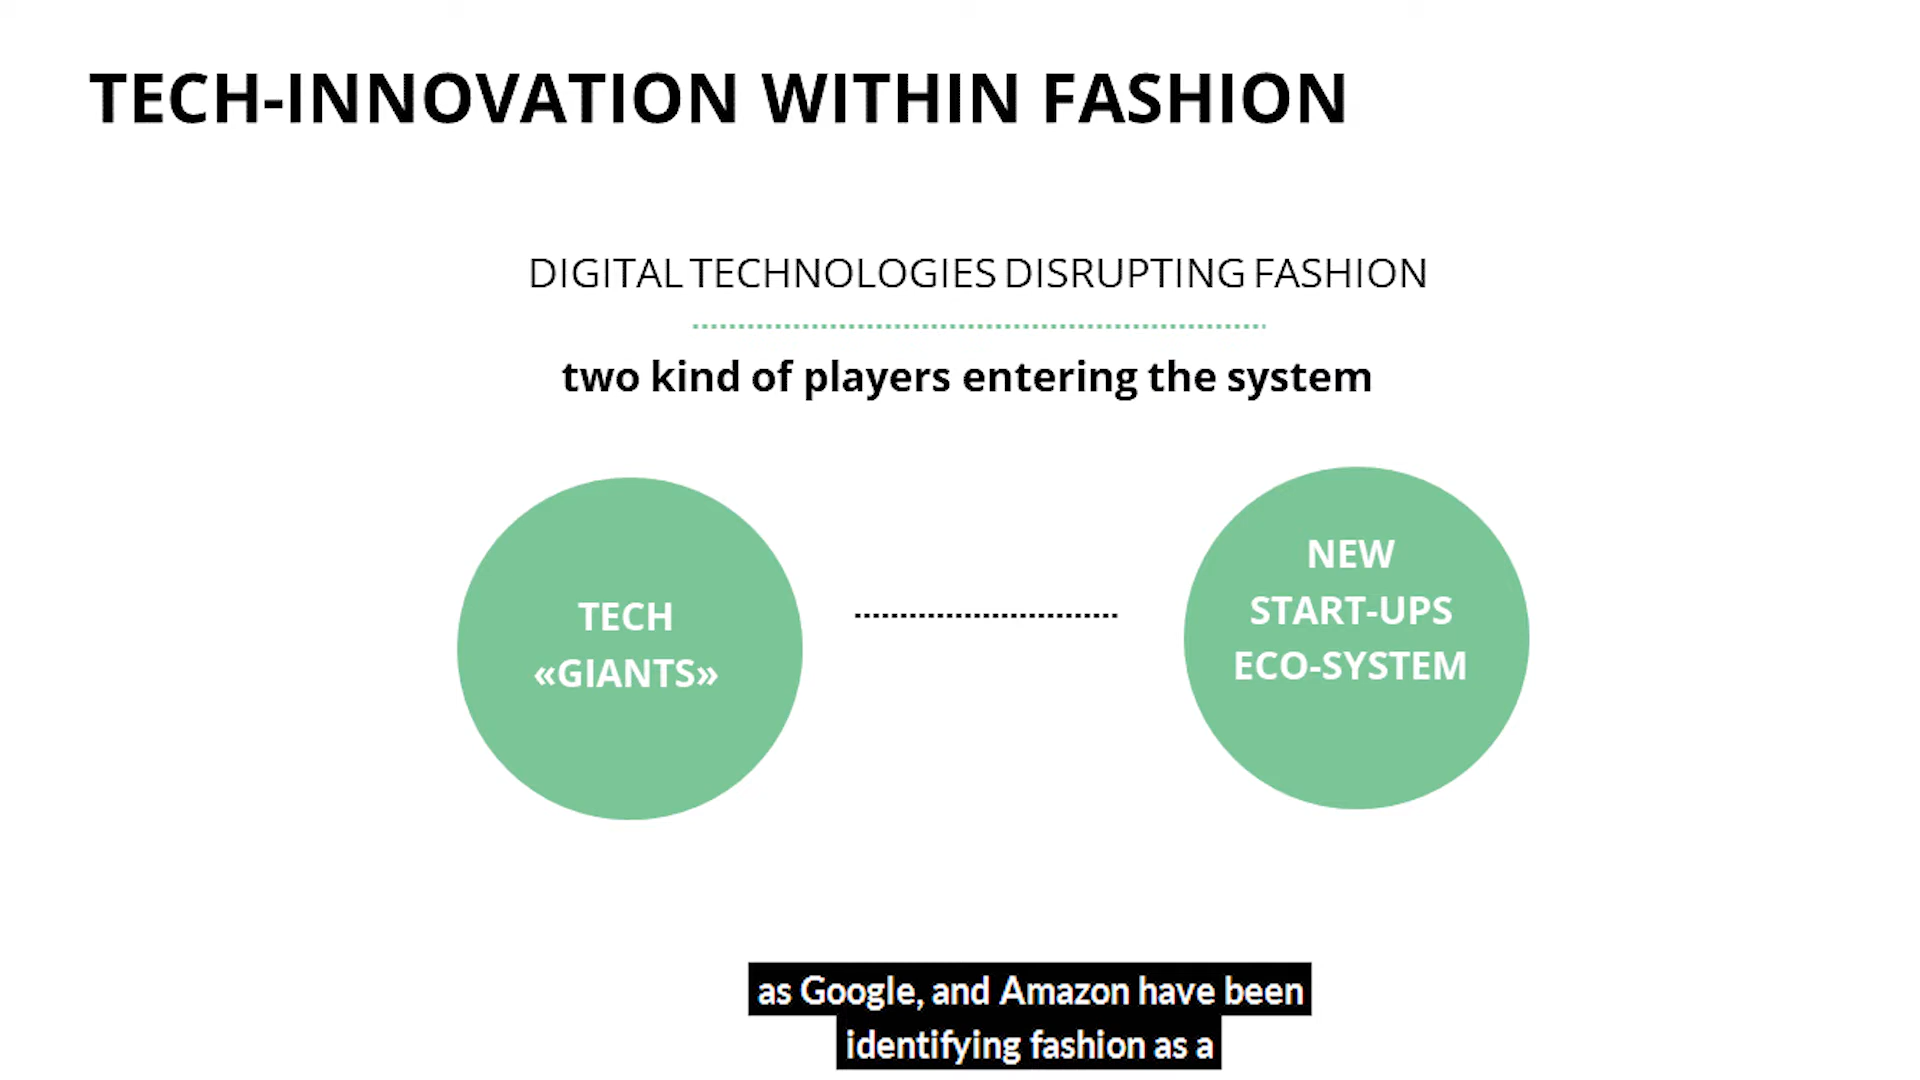 TECH-INNOVATION WITHIN FASHION
DIGITAL TECHNOLOGIES DISRUPTING FASHION
two kind of players entering the system
TECH
«GIANTS»
NEW
START-UPS
ECO-SYSTEM
as Google, and Amazon have been
identifying fashion as a